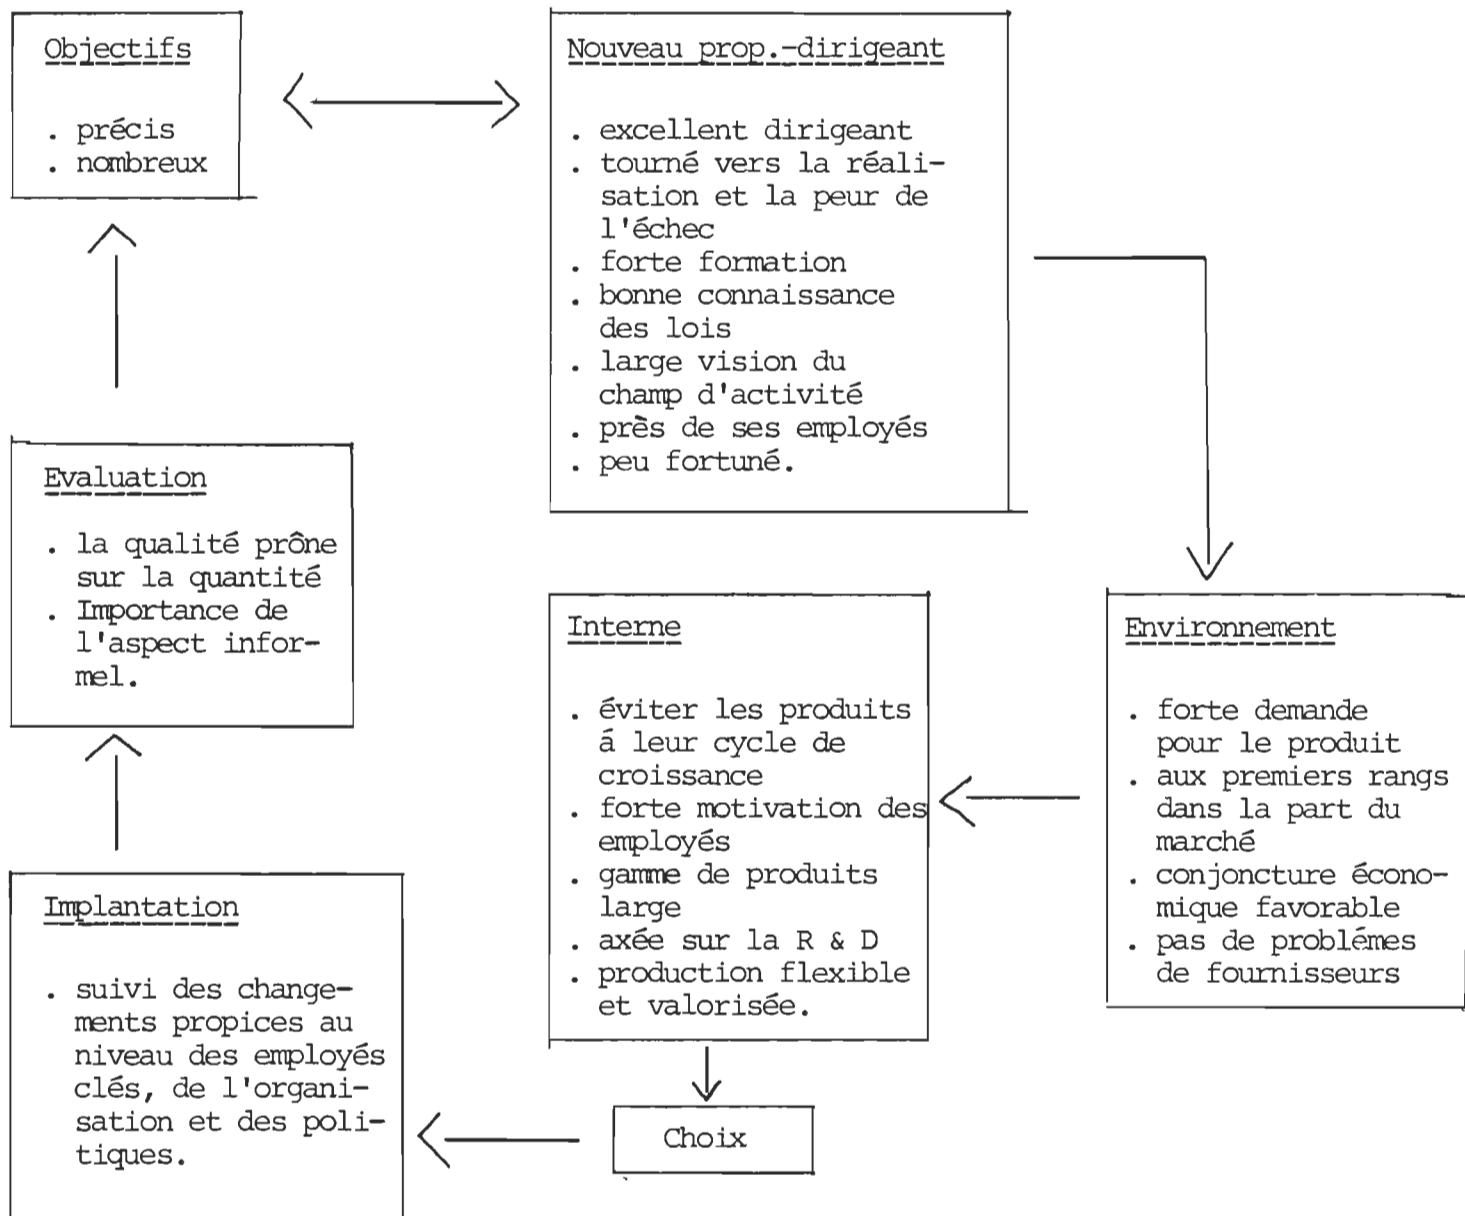 Objectifs
. précis
. nombreux
Nouveau prop.-dirigeant
. excellent dirigeant
. tourné vers la réali-
sation et la peur de
l'échec
. forte formation
. bonne connaissance
des lois
. large vision du
champ d'activité
. près de ses employés
. peu fortuné.
Environnement
. forte demande
pour le produit
. aux premiers rangs
dans la part du
marché
. conjoncture écono-
mique favorable
. pas de problémes
de fournisseurs
Interne
. éviter les produits
á leur cycle de
croissance
. forte motivation des
employés
. gamme de produits
large
. axée sur la R & D
. production flexible
et valorisée.
Choix
Implantation
. suivi des change-
ments propices au
niveau des employés
clés, de l'organi-
sation et des poli-
tiques.
Evaluation
. la qualité prône
sur la quantité
. Importance de
l'aspect infor-
mel.